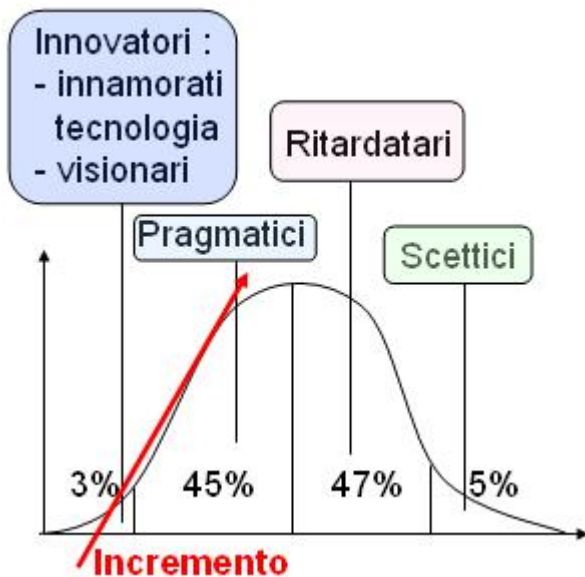 Innovatori :
- innamorati
tecnologia
- visionari
Ritardatari
Pragmatici
Scettici
3%
45%
47%
5%
Incremento